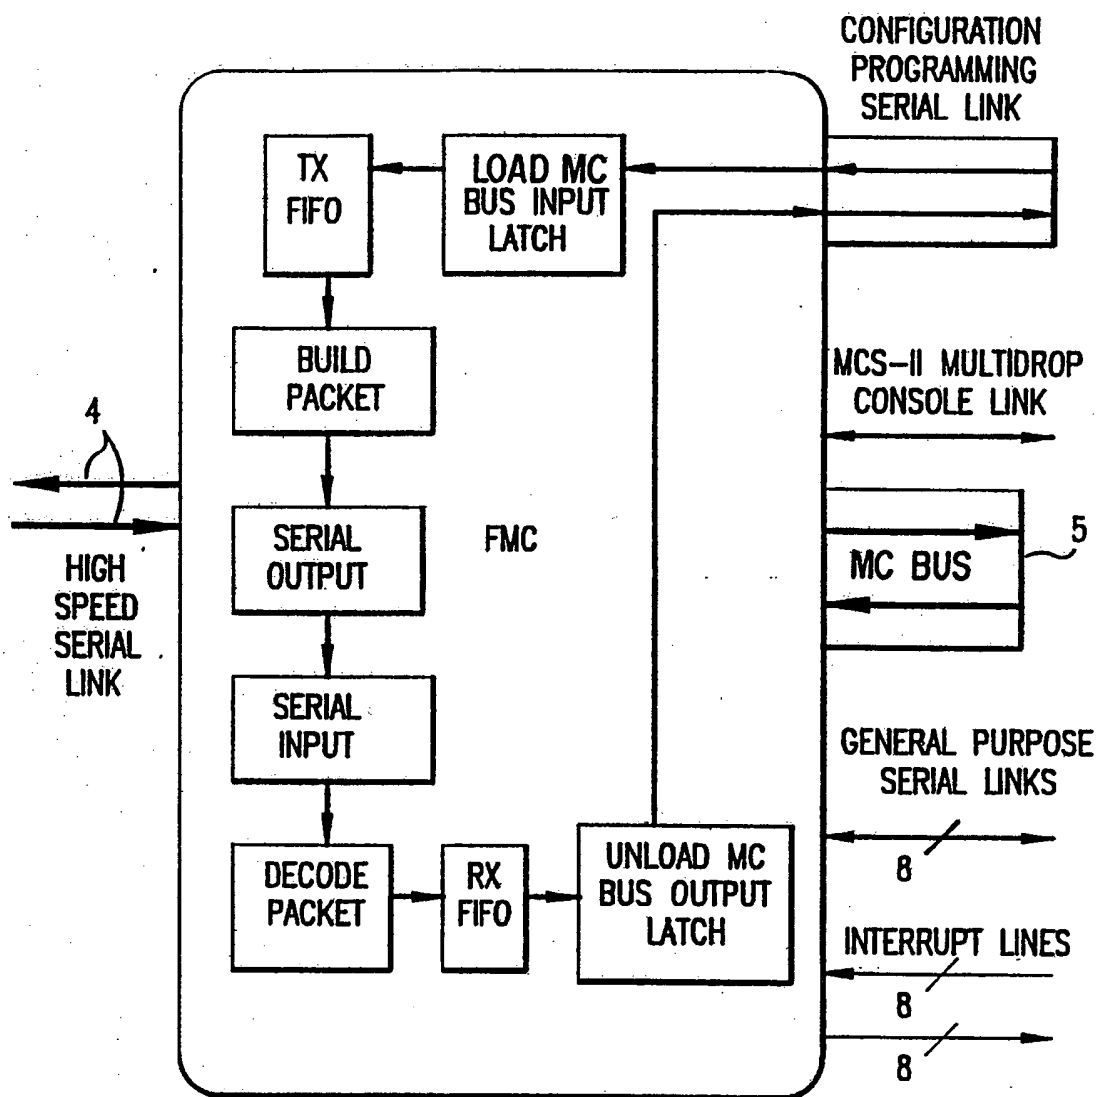 CONFIGURATION
PROGRAMMING
SERIAL LINK
TX
FIFO
LOAD MC
BUS INPUT
LATCH
BUILD
PACKET
MCS-II MULTIDROP
CONSOLE LINK
4
SERIAL
OUTPUT
FMC
MC BUS
5
HIGH
SPEED
SERIAL
LINK
SERIAL
INPUT
GENERAL PURPOSE
SERIAL LINKS
8
DECODE
PACKET
RX
FIFO
UNLOAD MC
BUS OUTPUT
LATCH
INTERRUPT LINES
8
8